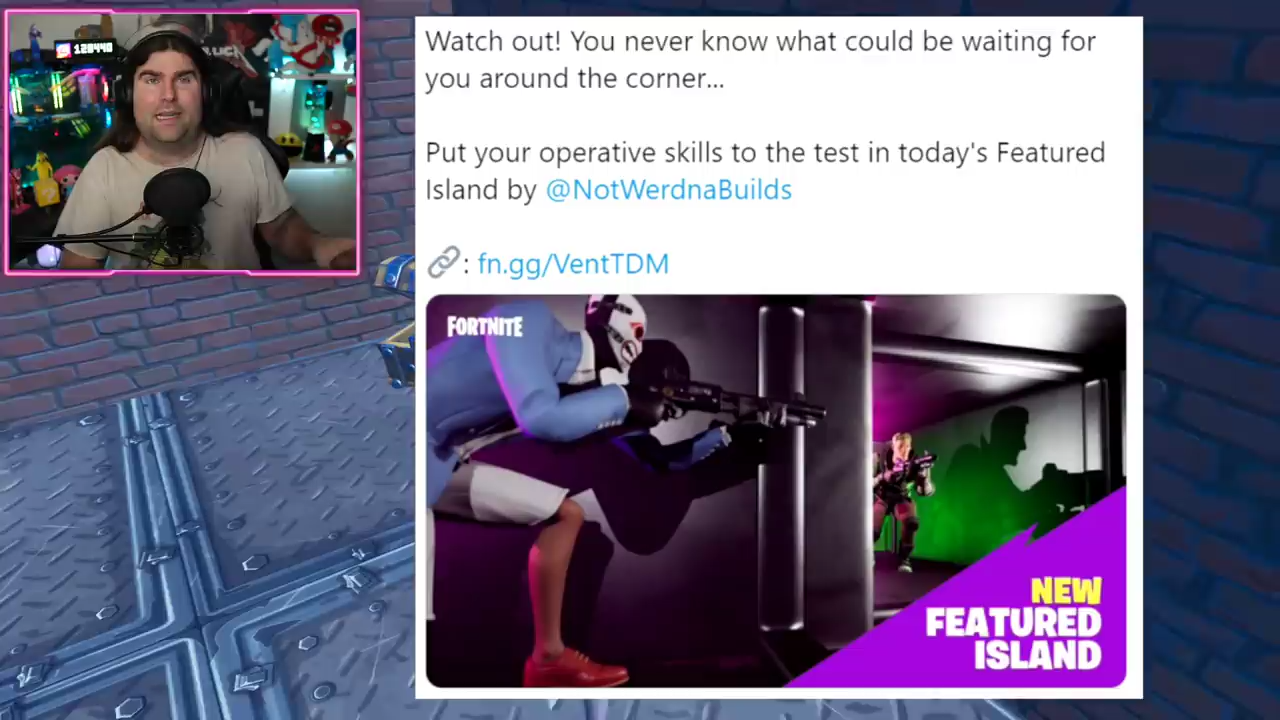 128440
Watch out! You never know what could be waiting for
you around the corner...
Put your operative skills to the test in today's Featured
Island by @NotWerdnaBuilds
🔗: fn.gg/VentTDM
FORTNITE
NEW
FEATURED
ISLAND